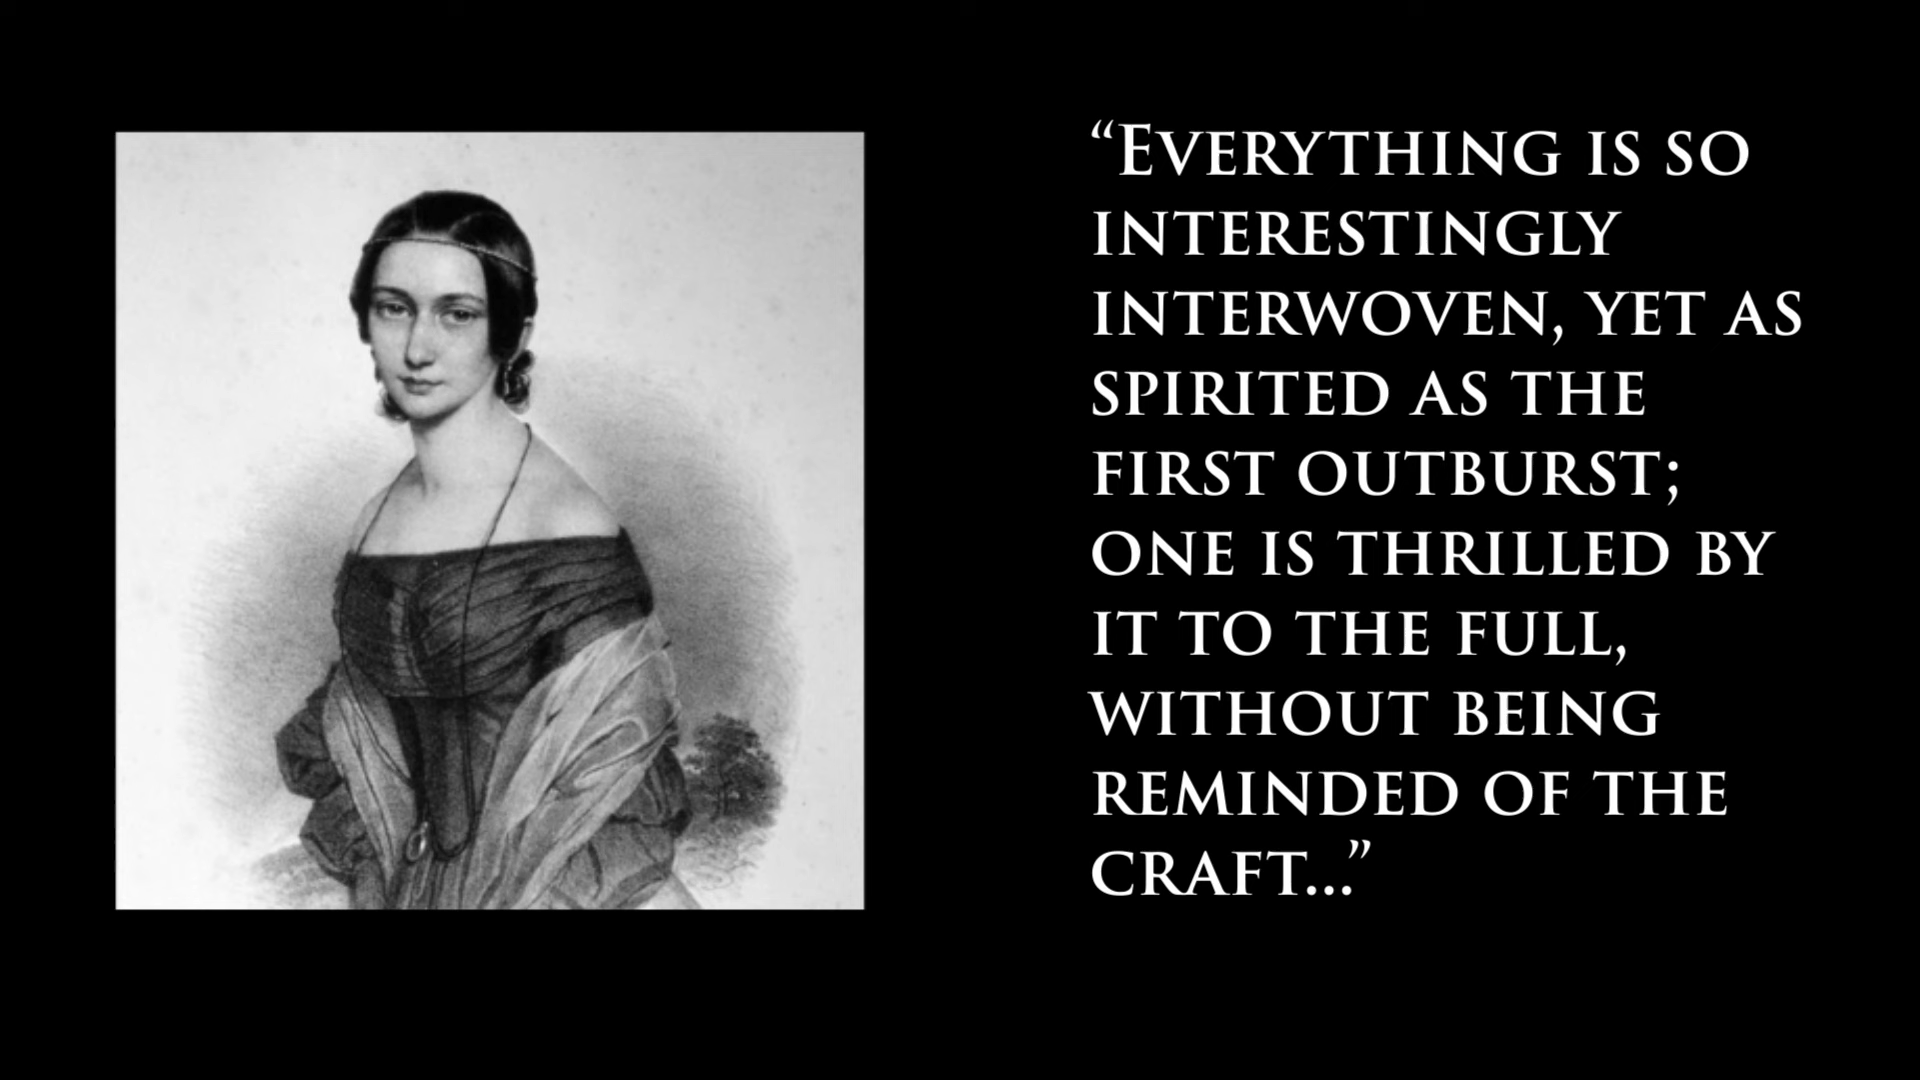 “Everything is so
interestingly
interwoven, yet as
spirited as the
first outburst;
one is thrilled by
it to the full,
without being
reminded of the
craft...”